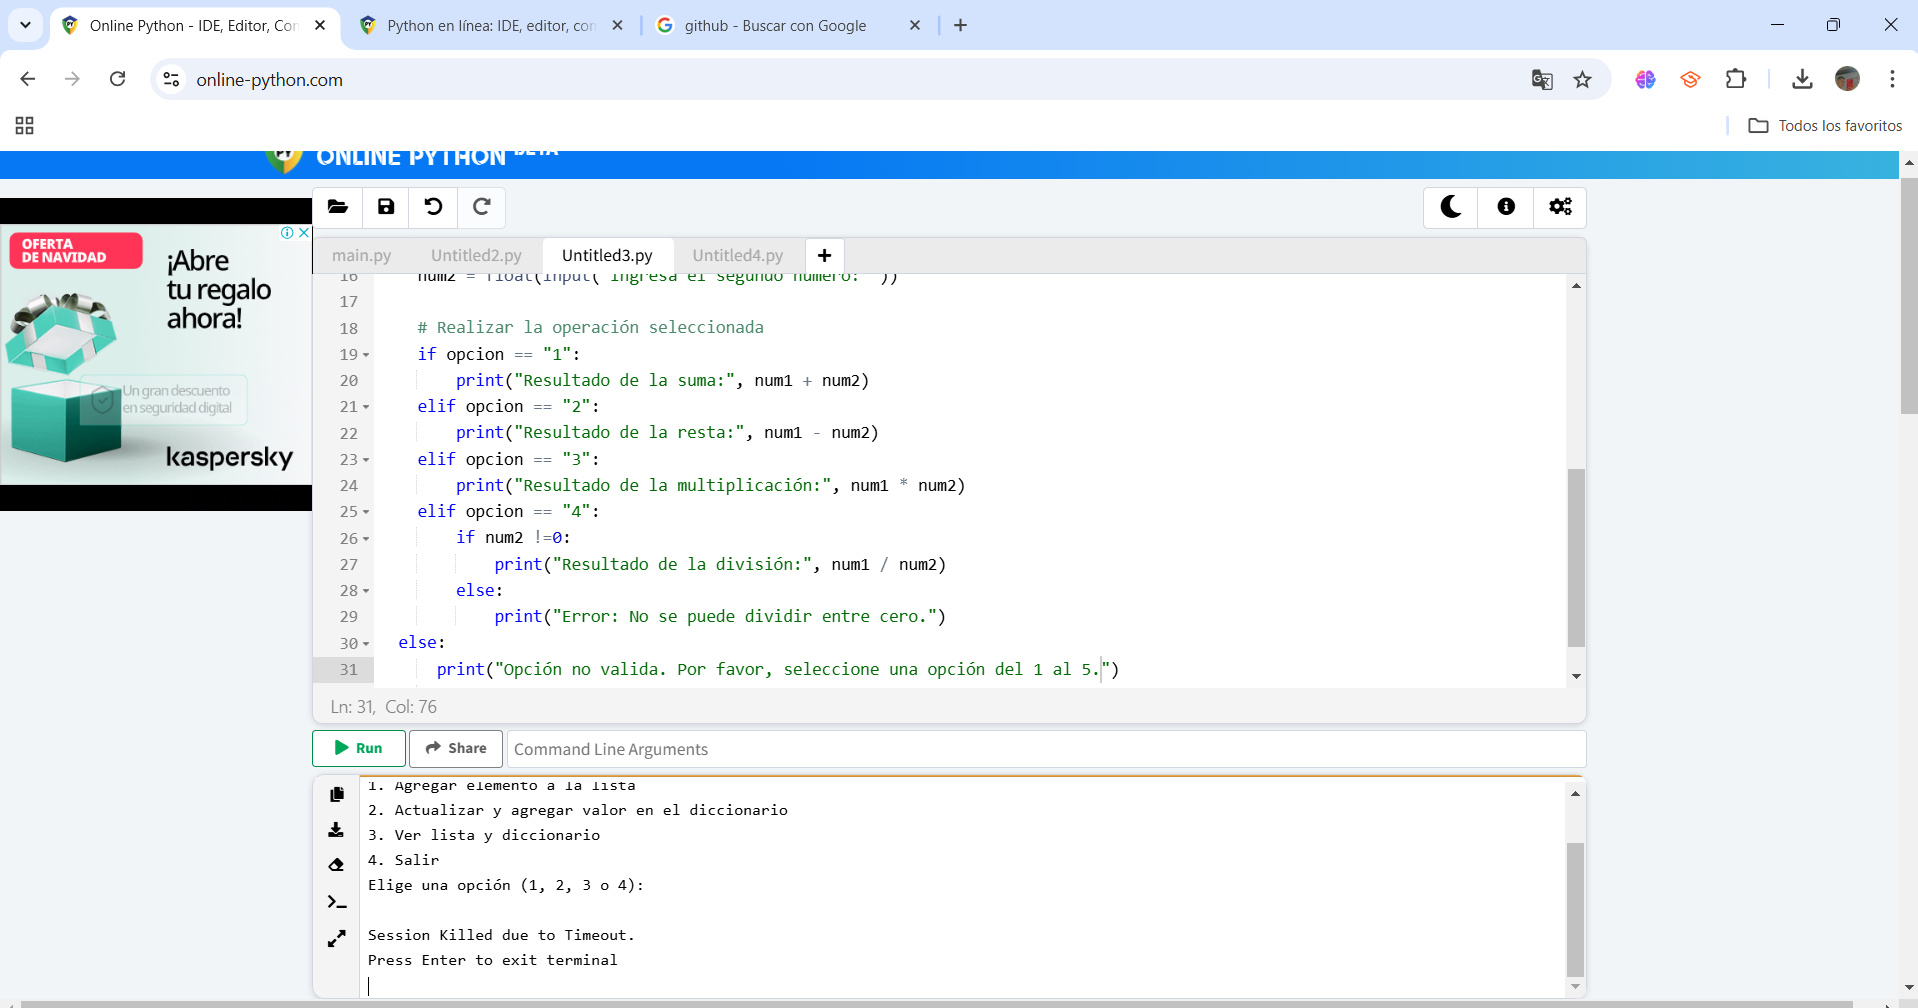 Online Python - IDE, Editor, Con
Python en línea: IDE, editor, con
github - Buscar con Google
online-python.com
Todos los favoritos
ONLINE PYTHON BETA
OFERTA
DE NAVIDAD
¡Abre
tu regalo
ahora!
Un gran descuento
en seguridad digital
kaspersky
main.py
Untitled2.py
Untitled3.py
Untitled4.py
16 num2 = float(input("Ingresa el segundo número: "))
17
18 # Realizar la operación seleccionada
19 if opcion == "1":
20 print("Resultado de la suma:", num1 + num2)
21 elif opcion == "2":
22 print("Resultado de la resta:", num1 - num2)
23 elif opcion == "3":
24 print("Resultado de la multiplicación:", num1 * num2)
25 elif opcion == "4":
26 if num2 !=0:
27 print("Resultado de la división:", num1 / num2)
28 else:
29 print("Error: No se puede dividir entre cero.")
30 else:
31 print("Opción no valida. Por favor, seleccione una opción del 1 al 5.")
Ln: 31, Col: 76
Run
Share
Command Line Arguments
1. Agregar elemento a la lista
2. Actualizar y agregar valor en el diccionario
3. Ver lista y diccionario
4. Salir
Elige una opción (1, 2, 3 o 4):
Session Killed due to Timeout.
Press Enter to exit terminal